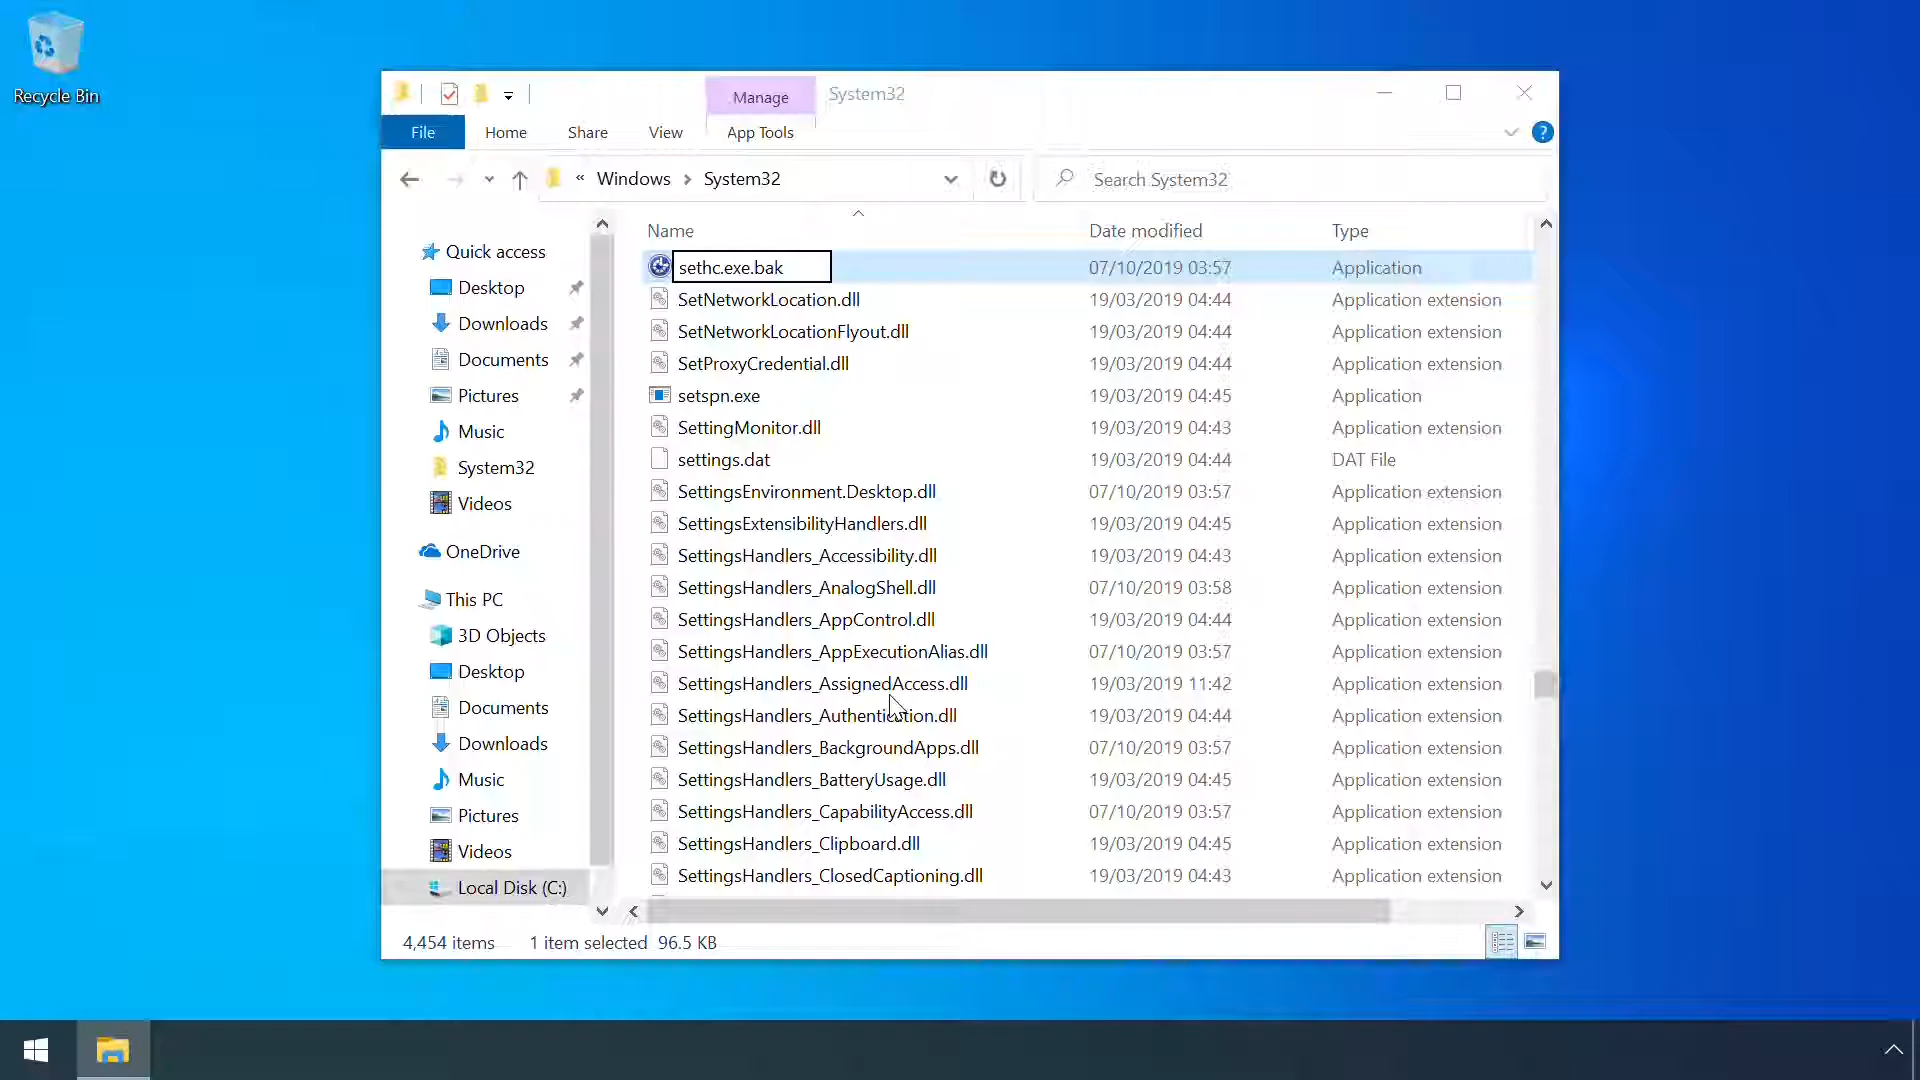 Recycle Bin
Manage
System32
File
Home
Share
View
App Tools
?
«
Windows
System32
Search System32
Name
Date modified
Type
Quick access
Desktop
Downloads
Documents
Pictures
Music
System32
Videos
OneDrive
This PC
3D Objects
Desktop
Documents
Downloads
Music
Pictures
Videos
Local Disk (C:)
sethc.exe.bak 07/10/2019 03:57 Application
SetNetworkLocation.dll 19/03/2019 04:44 Application extension
SetNetworkLocationFlyout.dll 19/03/2019 04:44 Application extension
SetProxyCredential.dll 19/03/2019 04:44 Application extension
setspn.exe 19/03/2019 04:45 Application
SettingMonitor.dll 19/03/2019 04:43 Application extension
settings.dat 19/03/2019 04:44 DAT File
SettingsEnvironment.Desktop.dll 07/10/2019 03:57 Application extension
SettingsExtensibilityHandlers.dll 19/03/2019 04:45 Application extension
SettingsHandlers_Accessibility.dll 19/03/2019 04:43 Application extension
SettingsHandlers_AnalogShell.dll 07/10/2019 03:58 Application extension
SettingsHandlers_AppControl.dll 19/03/2019 04:44 Application extension
SettingsHandlers_AppExecutionAlias.dll 07/10/2019 03:57 Application extension
SettingsHandlers_AssignedAccess.dll 19/03/2019 11:42 Application extension
SettingsHandlers_Authentication.dll 19/03/2019 04:44 Application extension
SettingsHandlers_BackgroundApps.dll 07/10/2019 03:57 Application extension
SettingsHandlers_BatteryUsage.dll 19/03/2019 04:45 Application extension
SettingsHandlers_CapabilityAccess.dll 07/10/2019 03:57 Application extension
SettingsHandlers_Clipboard.dll 19/03/2019 04:45 Application extension
SettingsHandlers_ClosedCaptioning.dll 19/03/2019 04:43 Application extension
4,454 items 1 item selected 96.5 KB